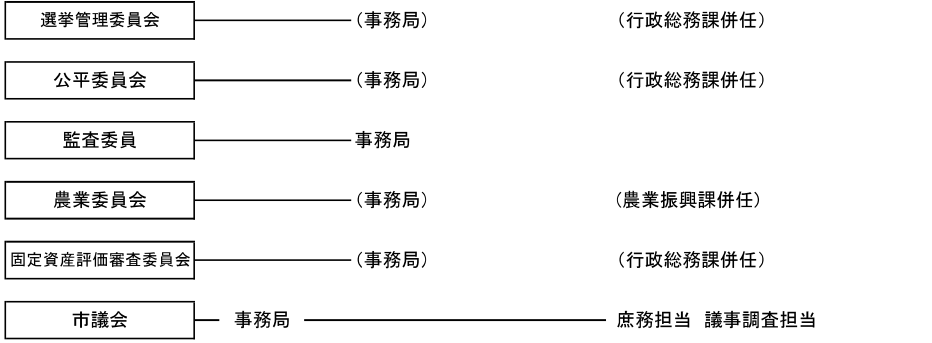 選挙管理委員会 （事務局） （行政総務課併任）
公平委員会 （事務局） （行政総務課併任）
監査委員 事務局
農業委員会 （事務局） （農業振興課併任）
固定資産評価審査委員会 （事務局） （行政総務課併任）
市議会 事務局 庶務担当 議事調査担当